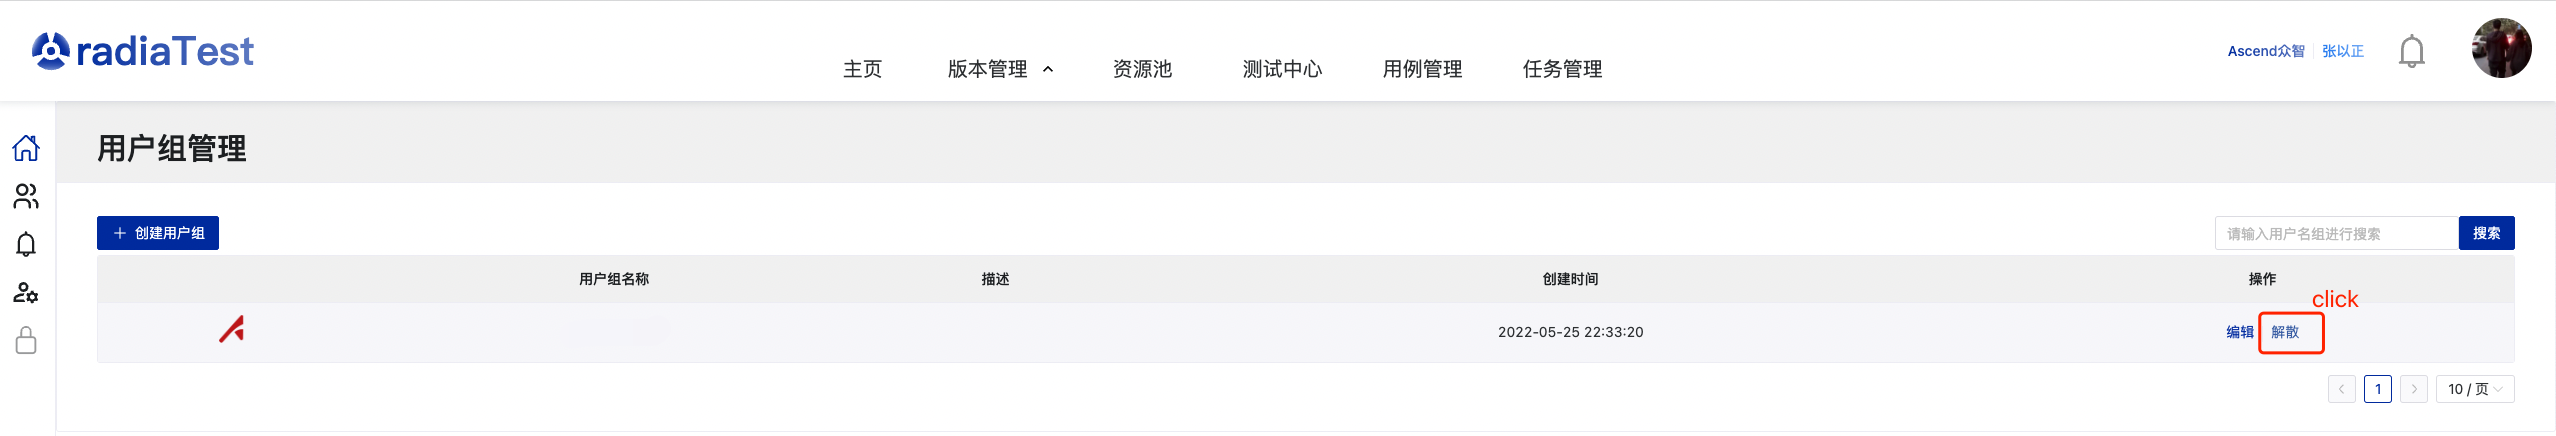 radiaTest
主页 版本管理 资源池 测试中心 用例管理 任务管理
Ascend众智 张以正
用户组管理
创建用户组
请输入用户名组进行搜索 搜索
用户组名称 描述 创建时间 操作
click
2022-05-25 22:33:20 编辑 解散
1 10 / 页